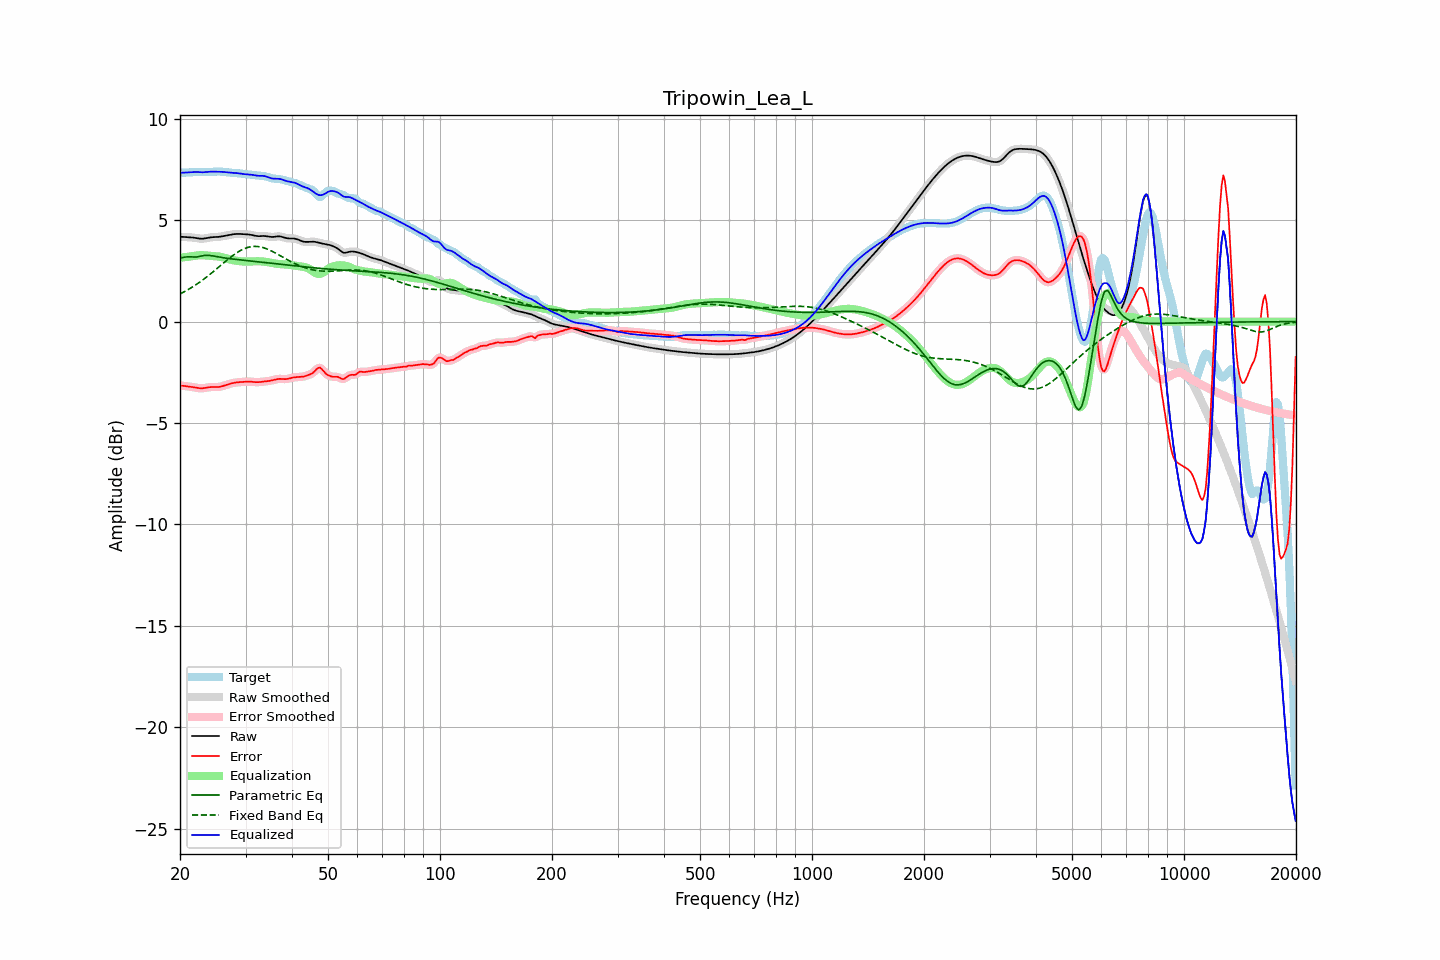 Tripowin_Lea_L
10
5
0
−5
−10
−15
−20
−25
Amplitude (dBr)
Target
Raw Smoothed
Error Smoothed
Raw
Error
Equalization
Parametric Eq
Fixed Band Eq
Equalized
20 50 100 200 500 1000 2000 5000 10000 20000
Frequency (Hz)